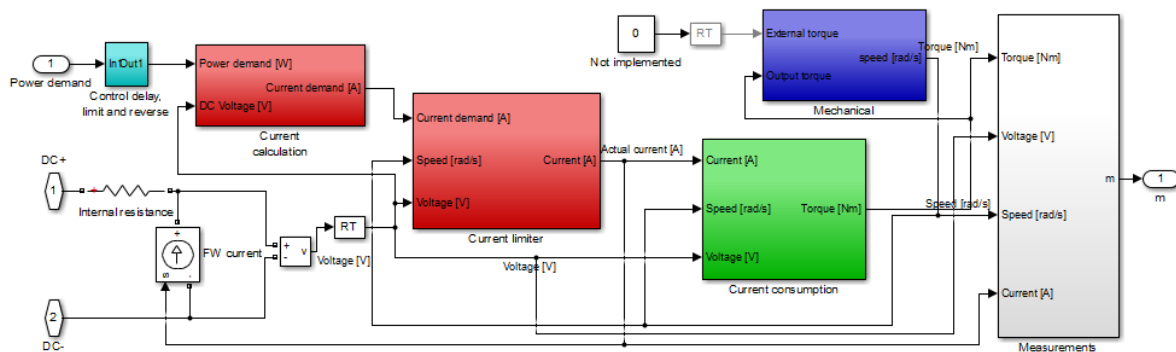 1
Power demand
In1Out1
Control delay,
limit and reverse
Power demand [W]
Current demand [A]
DC Voltage [V]
Current
calculation
Current demand [A]
Speed [rad/s]
Current [A]
Voltage [V]
Current limiter
0
Not implemented
RT
External torque
speed [rad/s]
Output torque
Mechanical
Torque [Nm]
Actual current [A]
Current [A]
Speed [rad/s]
Torque [Nm]
Voltage [V]
Current consumption
Speed [rad/s]
Torque [Nm]
Voltage [V]
m
Speed [rad/s]
Current [A]
Measurements
1
m
DC+
1
+
Internal resistance
+
s
-
FW current
+
-
v
RT
Voltage [V]
Voltage [V]
2
DC-